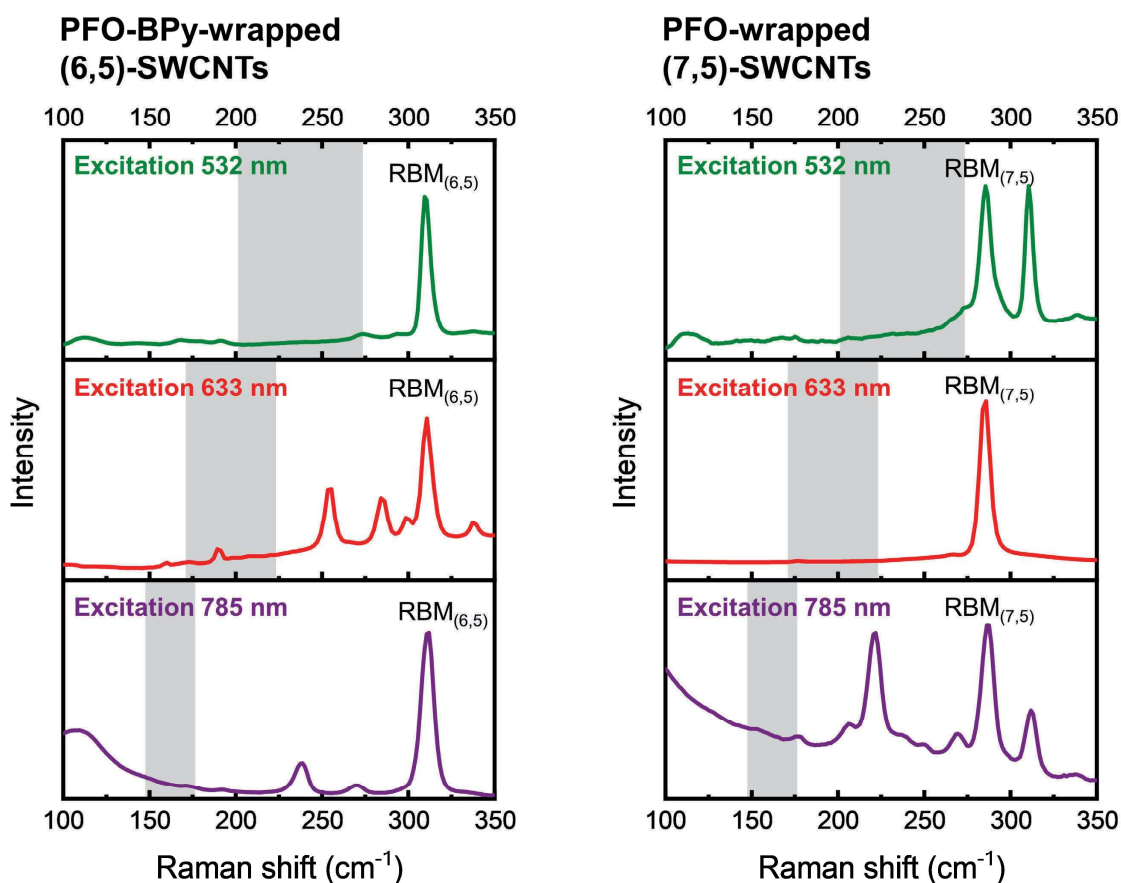 PFO-BPy-wrapped
(6,5)-SWCNTs
100 150 200 250 300 350
Excitation 532 nm
RBM(6,5)
Excitation 633 nm
RBM(6,5)
Excitation 785 nm
RBM(6,5)
Intensity
100 150 200 250 300 350
Raman shift (cm⁻¹)
PFO-wrapped
(7,5)-SWCNTs
100 150 200 250 300 350
Excitation 532 nm
RBM(7,5)
Excitation 633 nm
RBM(7,5)
Excitation 785 nm
RBM(7,5)
Intensity
100 150 200 250 300 350
Raman shift (cm⁻¹)